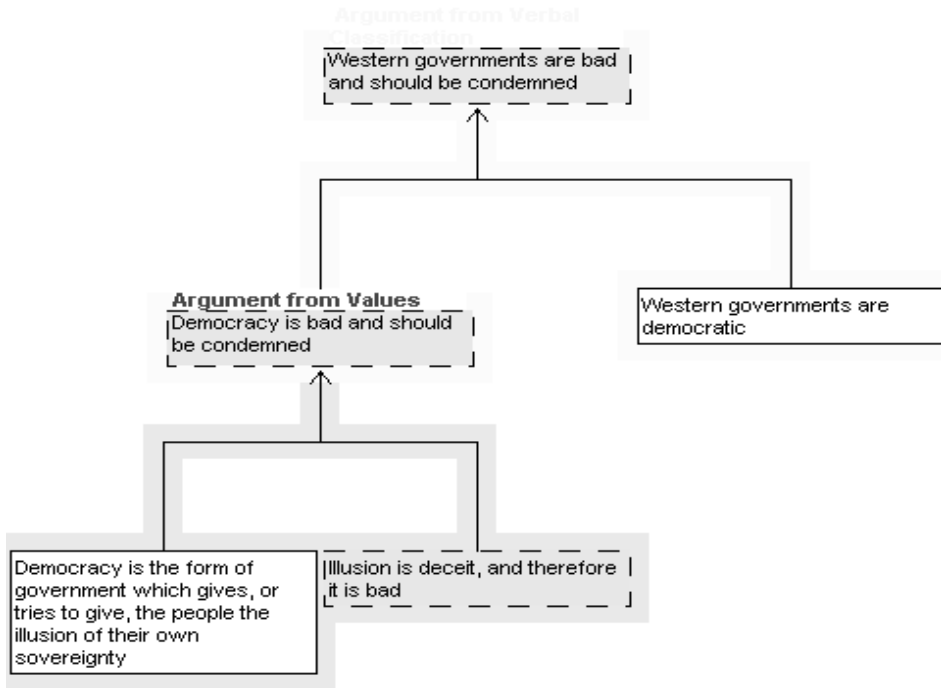 Argument from Verbal
Classification
Western governments are bad
and should be condemned
Argument from Values
Democracy is bad and should
be condemned
Western governments are
democratic
Democracy is the form of
government which gives, or
tries to give, the people the
illusion of their own
sovereignty
Illusion is deceit, and therefore
it is bad